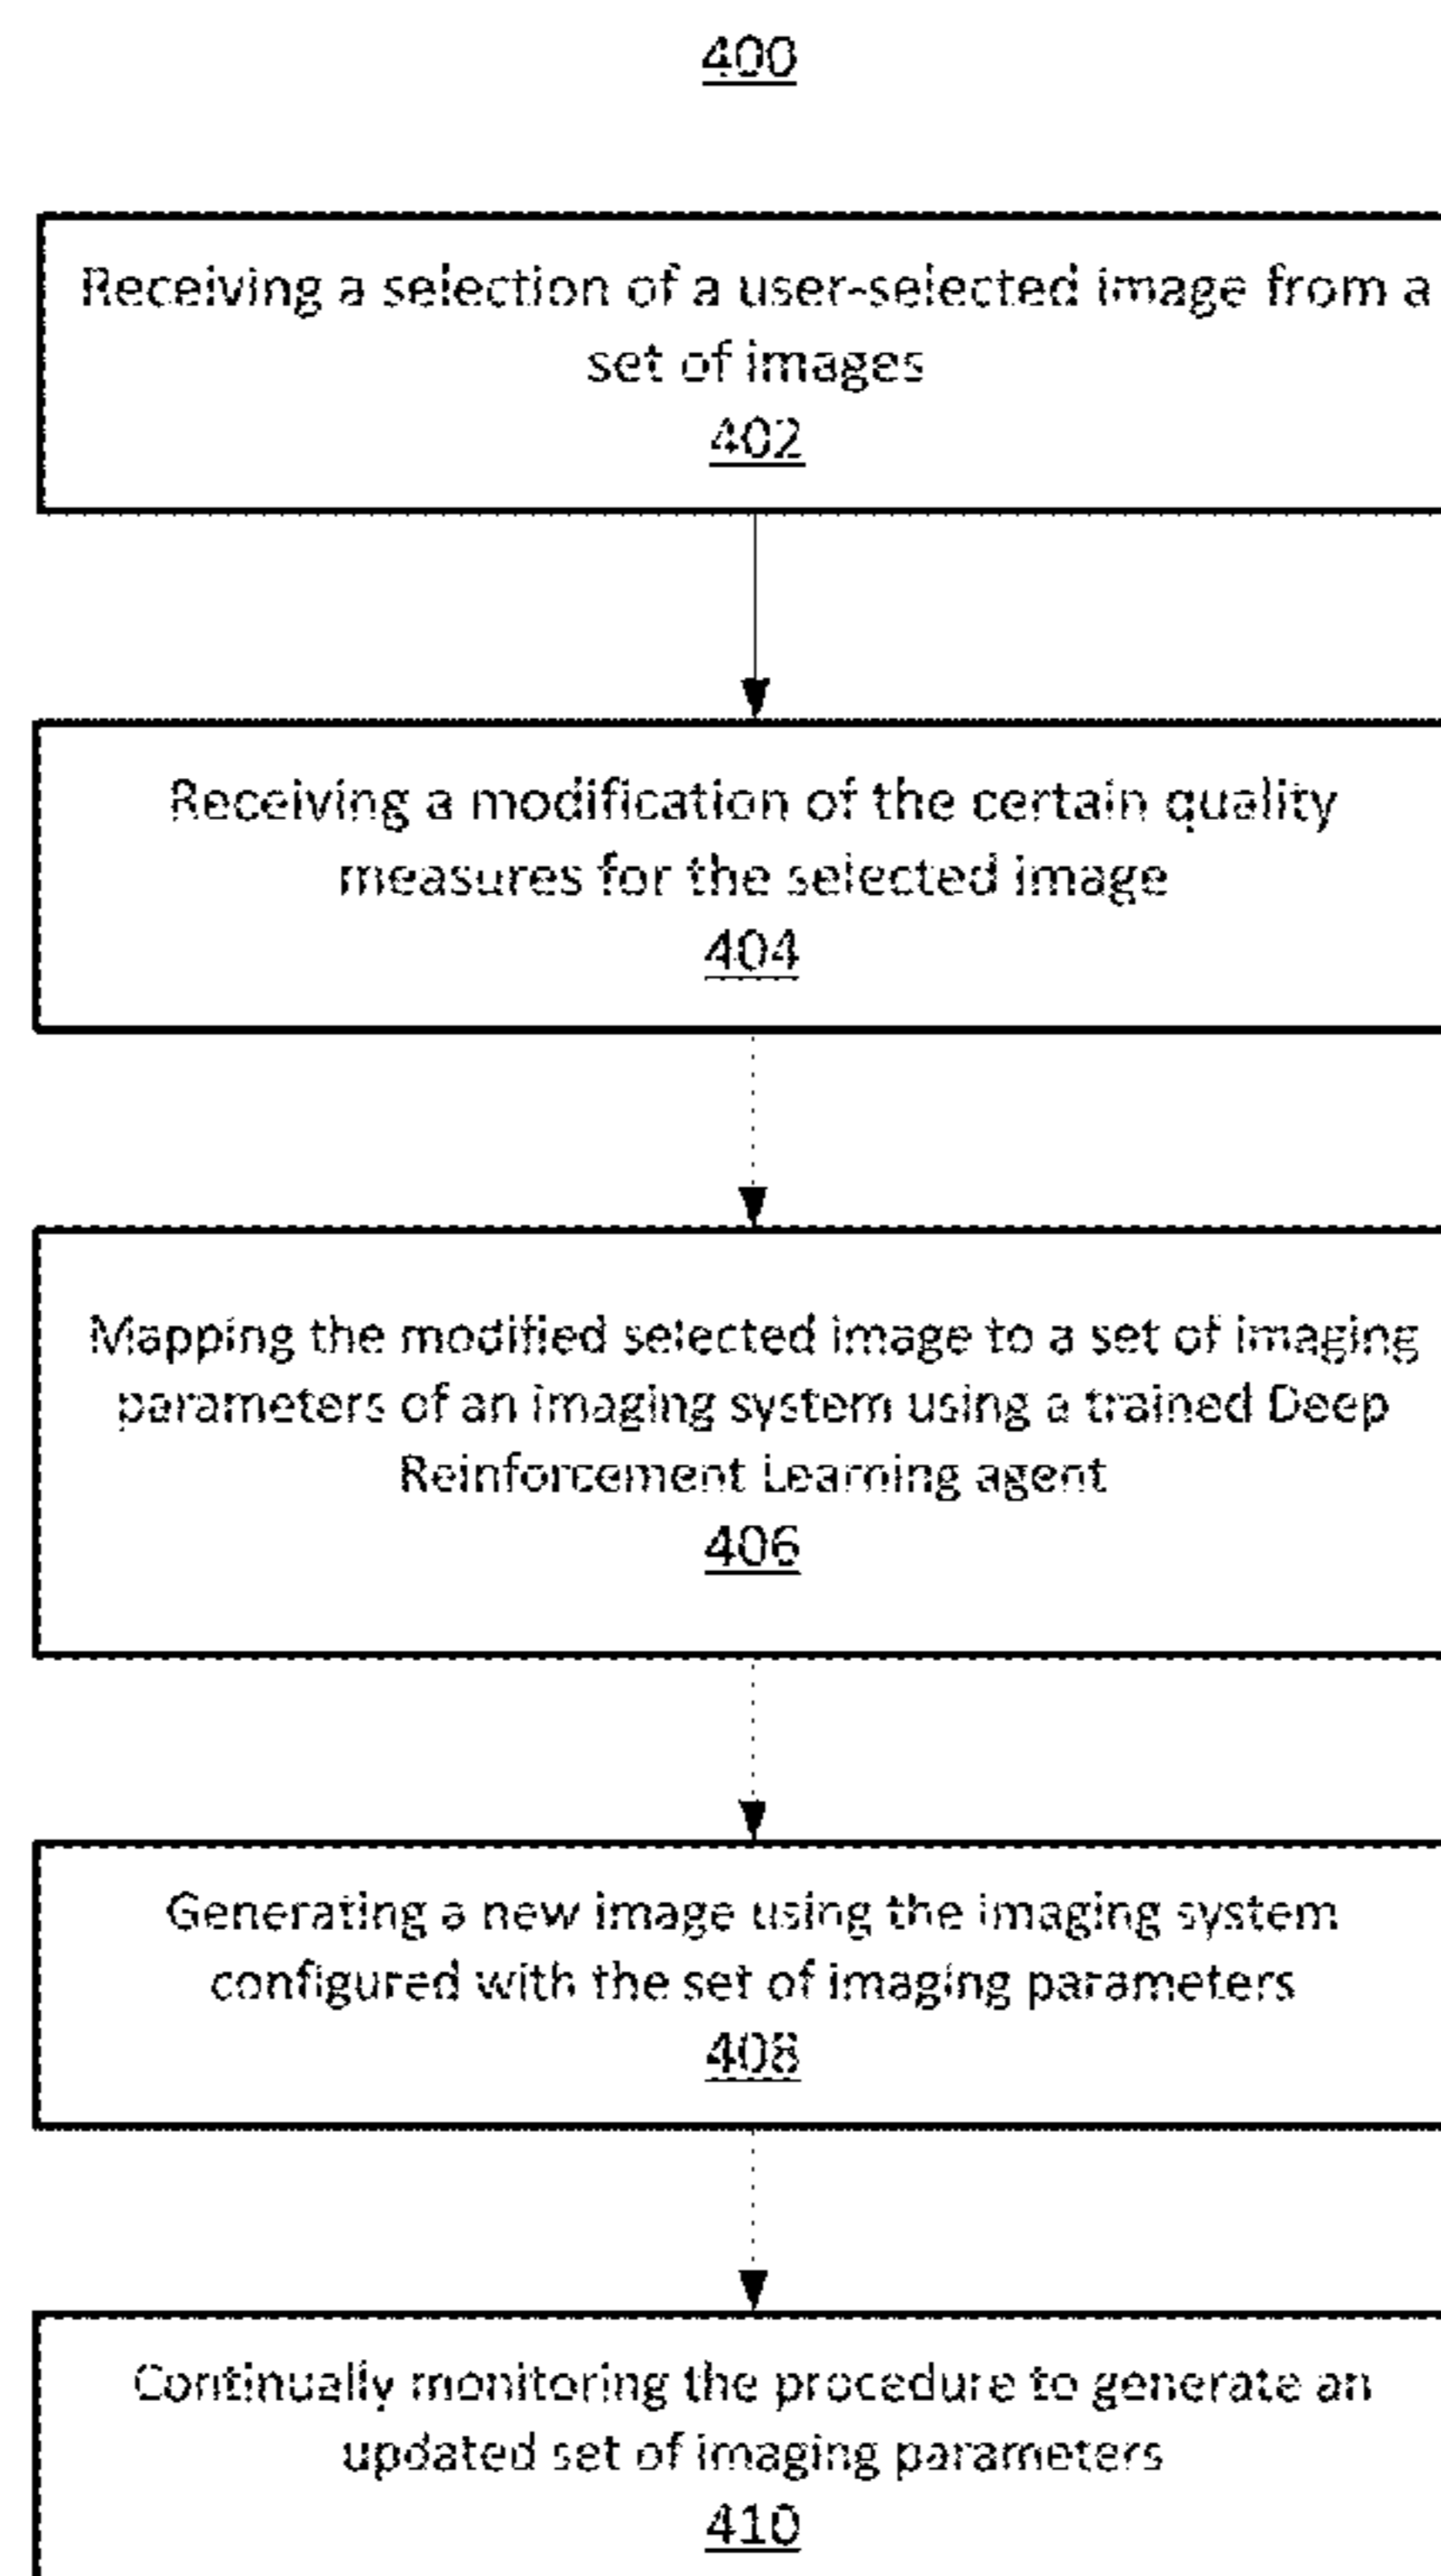 400
Receiving a selection of a user-selected image from a
set of images
402
Receiving a modification of the certain quality
measures for the selected image
404
Mapping the modified selected image to a set of imaging
parameters of an imaging system using a trained Deep
Reinforcement Learning agent
406
Generating a new image using the imaging system
configured with the set of imaging parameters
408
Continually monitoring the procedure to generate an
updated set of imaging parameters
410